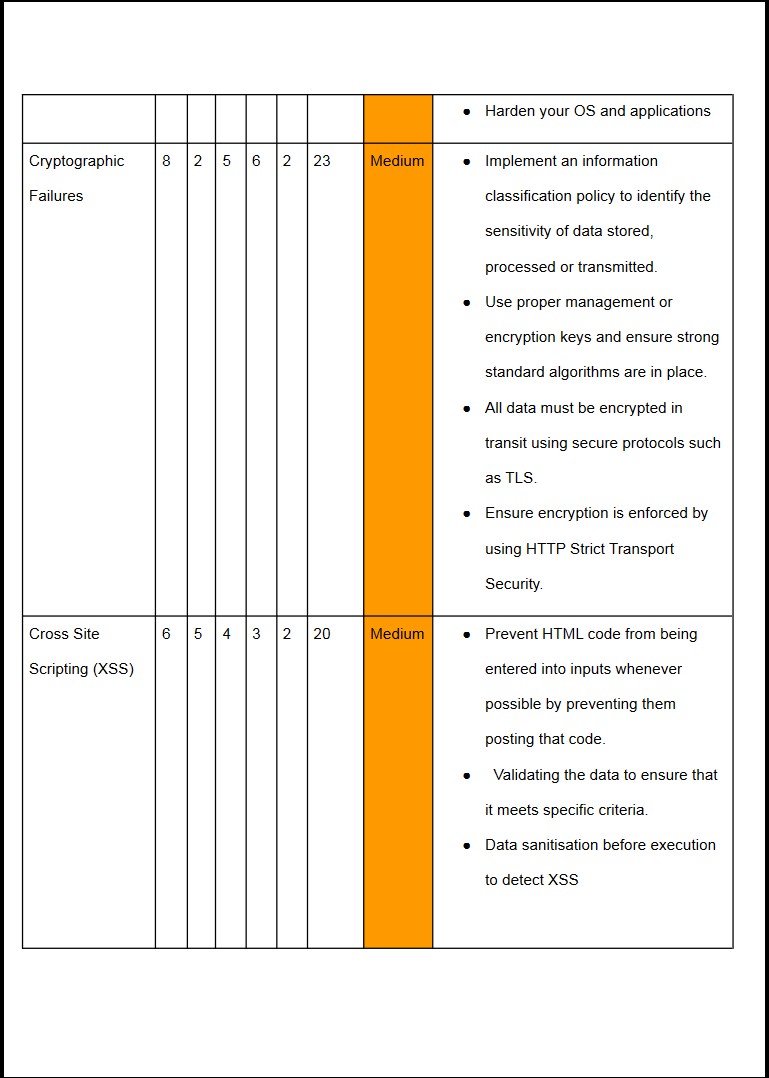 ● Harden your OS and applications
Cryptographic 8 2 5 6 2 23 Medium ● Implement an information
Failures classification policy to identify the
sensitivity of data stored,
processed or transmitted.
● Use proper management or
encryption keys and ensure strong
standard algorithms are in place.
● All data must be encrypted in
transit using secure protocols such
as TLS.
● Ensure encryption is enforced by
using HTTP Strict Transport
Security.
Cross Site 6 5 4 3 2 20 Medium ● Prevent HTML code from being
Scripting (XSS) entered into inputs whenever
possible by preventing them
posting that code.
● Validating the data to ensure that
it meets specific criteria.
● Data sanitisation before execution
to detect XSS